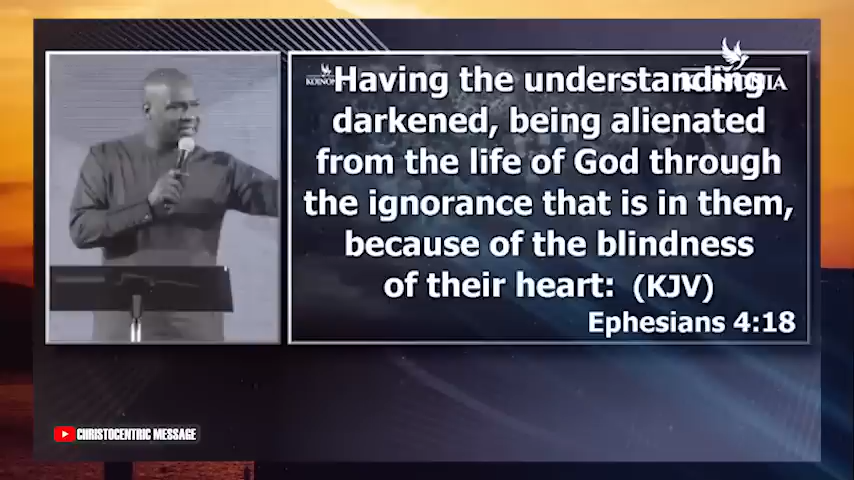 Having the understanding
darkened, being alienated
from the life of God through
the ignorance that is in them,
because of the blindness
of their heart: (KJV)
Ephesians 4:18
CHRISTOCENTRIC MESSAGE